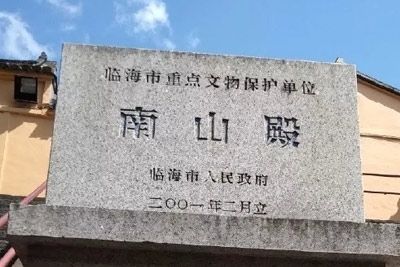 临海市重点文物保护单位
南山殿
临海市人民政府
二〇〇一年二月立